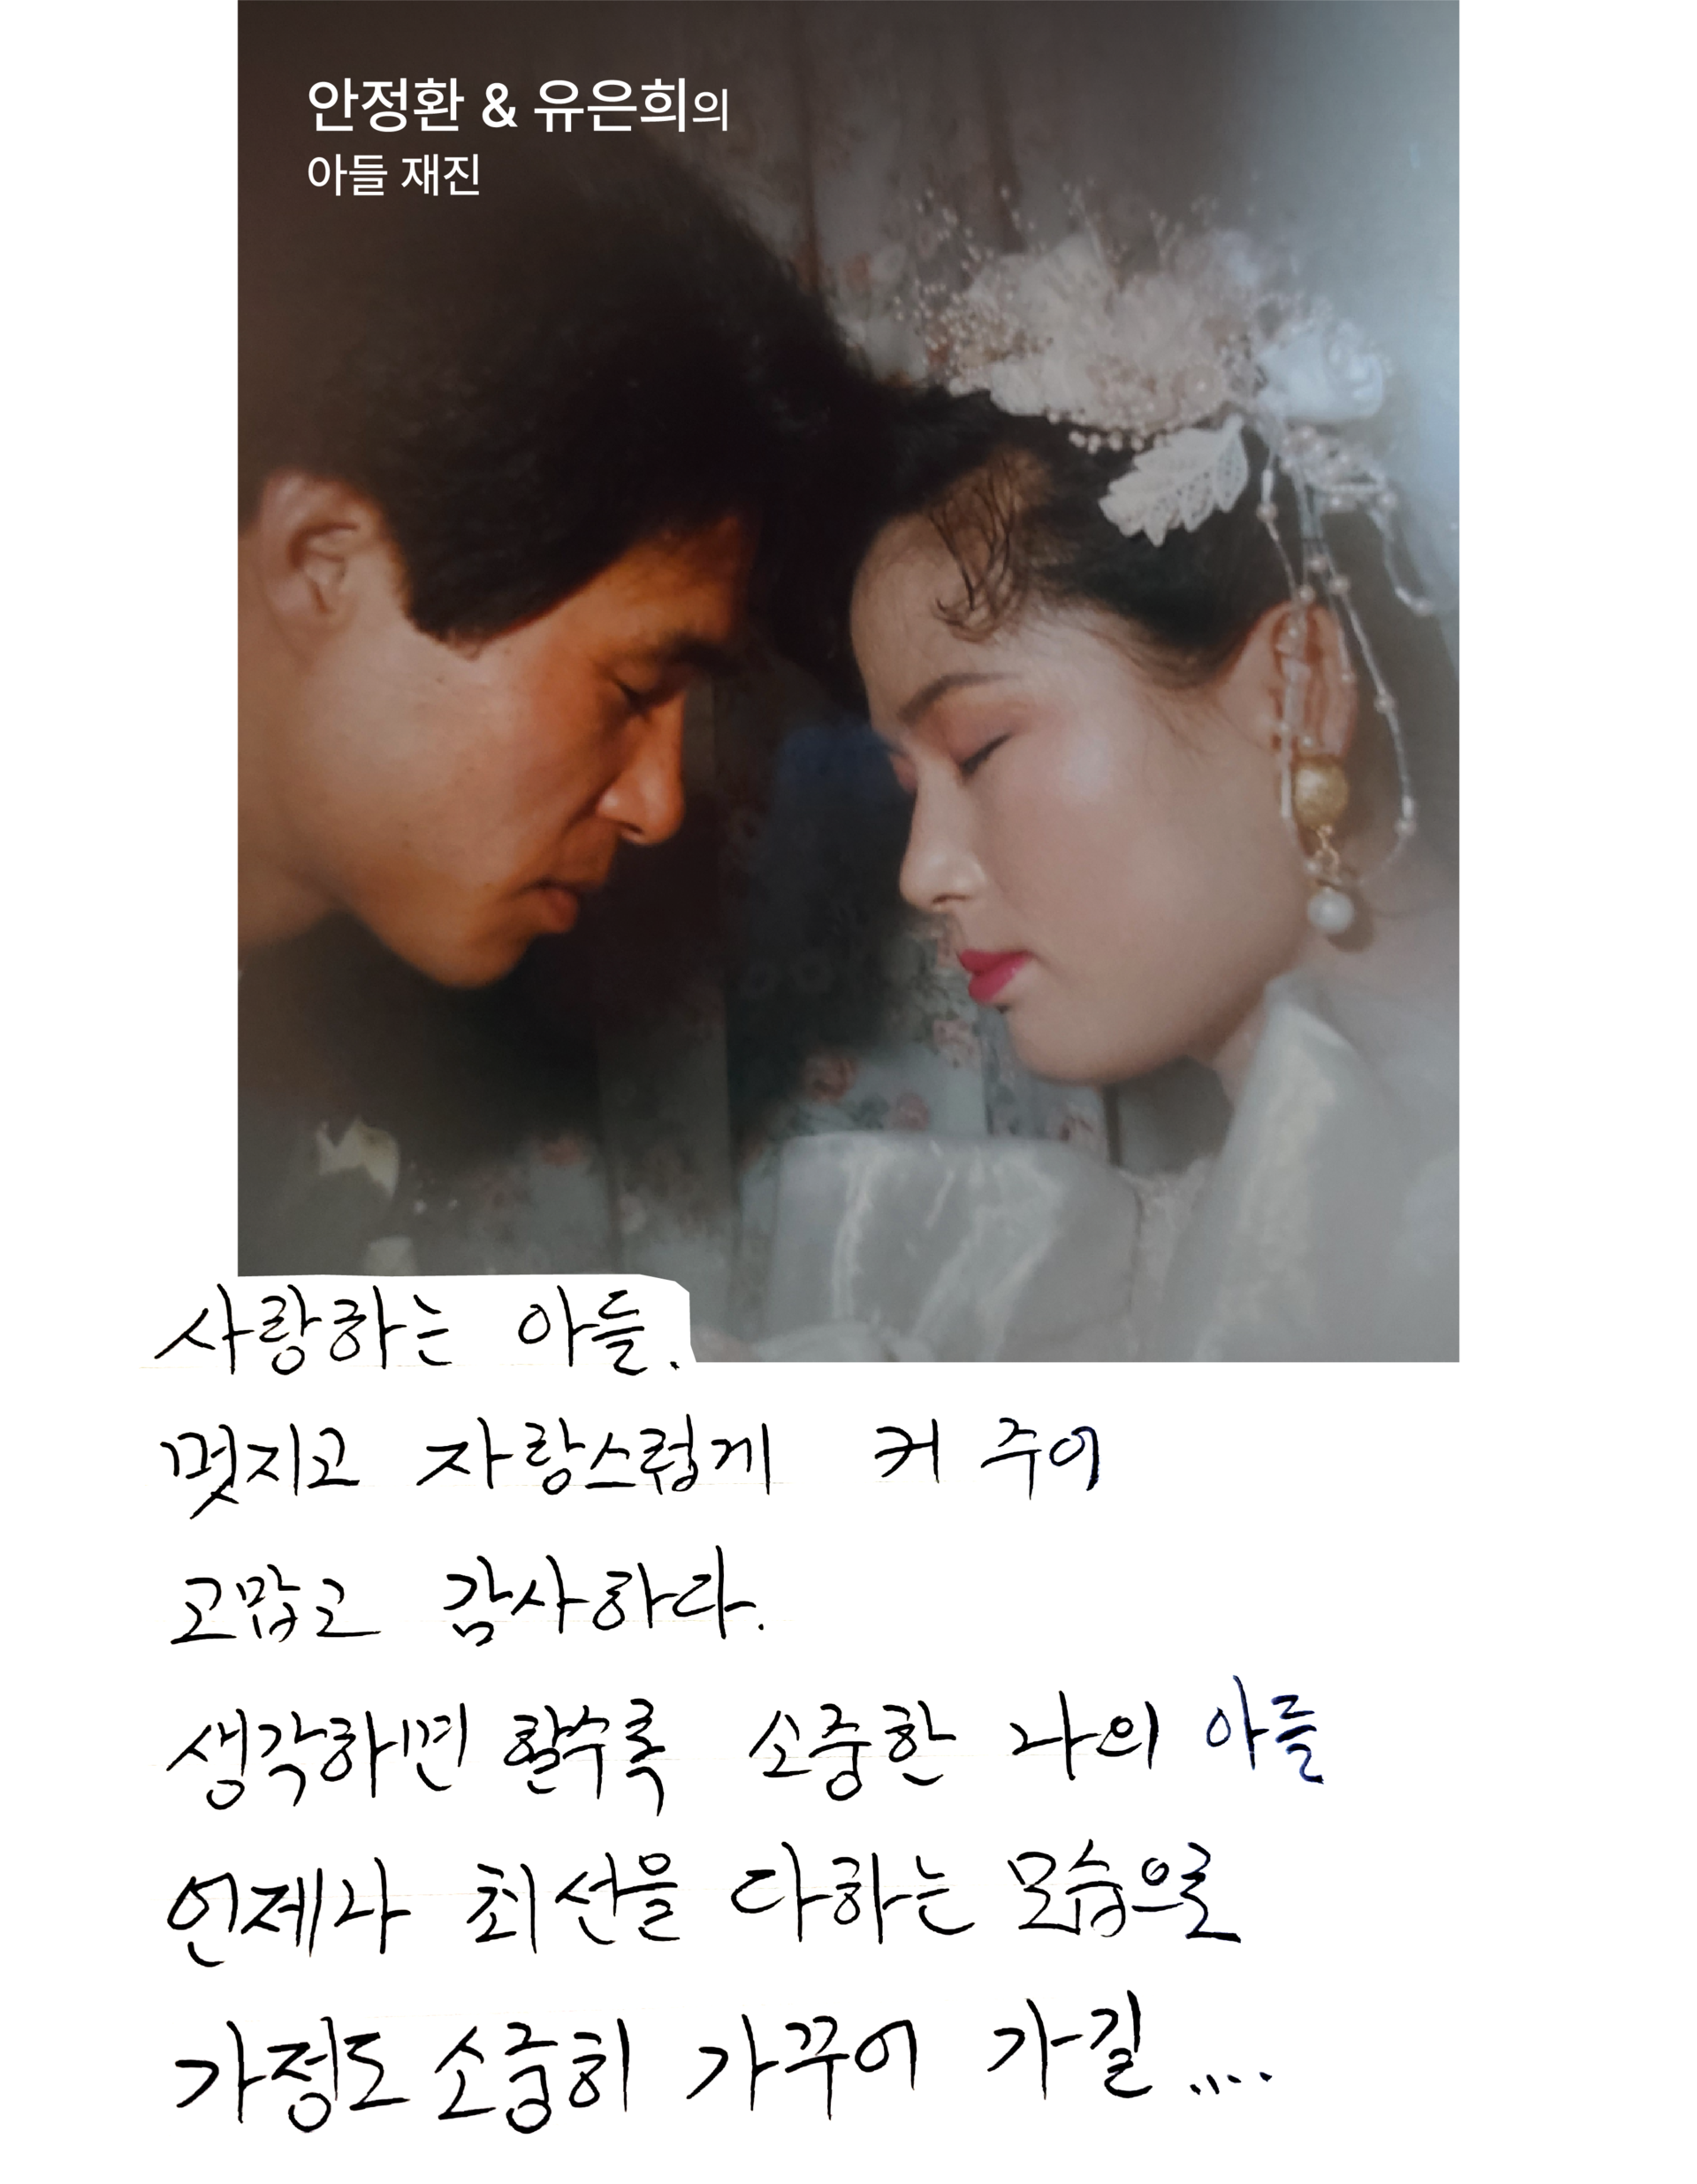 안정환 & 유은희의
아들 재진
사랑하는 아들.
멋지고 자랑스럽게 커 주어
고맙고 감사하다.
생각하면 할수록 소중한 나의 아들
언제나 최선을 다하는 모습으로
가정도 소중히 가꾸어 가길 ....